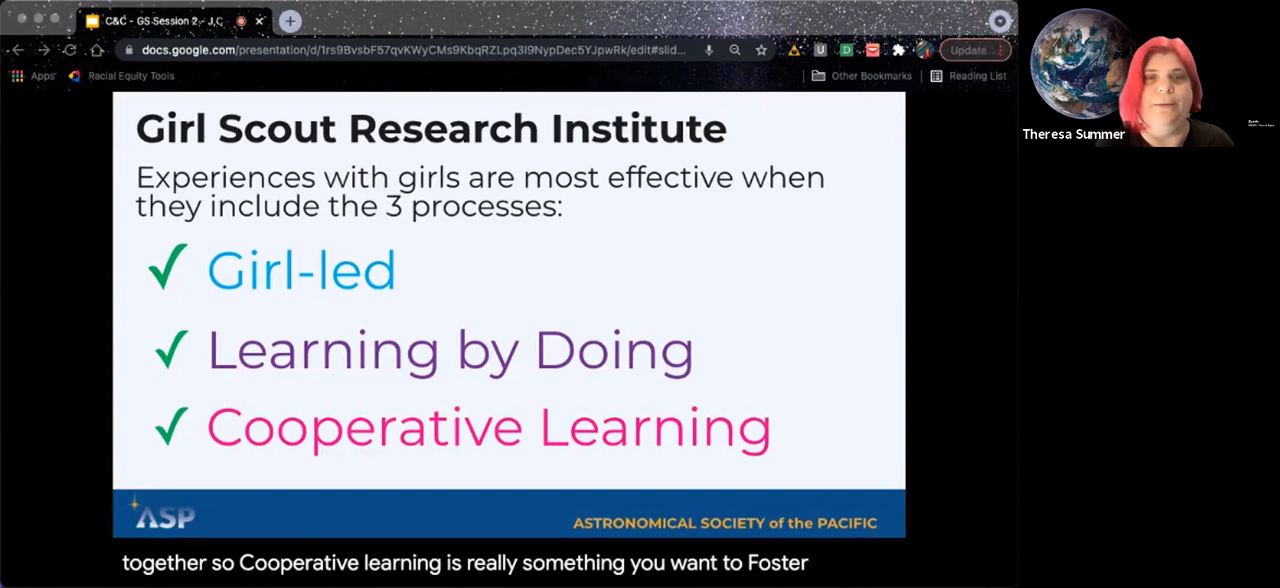 C&C - GS Session 2 - J,C
docs.google.com/presentation/d/1rs9BvsbF57qvKWyCMs9KbqRZLpq3I9NypDec5YJpwRk/edit#slid...
Update
Apps
Racial Equity Tools
Other Bookmarks
Reading List
Girl Scout Research Institute
Experiences with girls are most effective when
they include the 3 processes:
Girl-led
Learning by Doing
Cooperative Learning
ASP
ASTRONOMICAL SOCIETY of the PACIFIC
together so Cooperative learning is really something you want to Foster
Theresa Summer
Earth